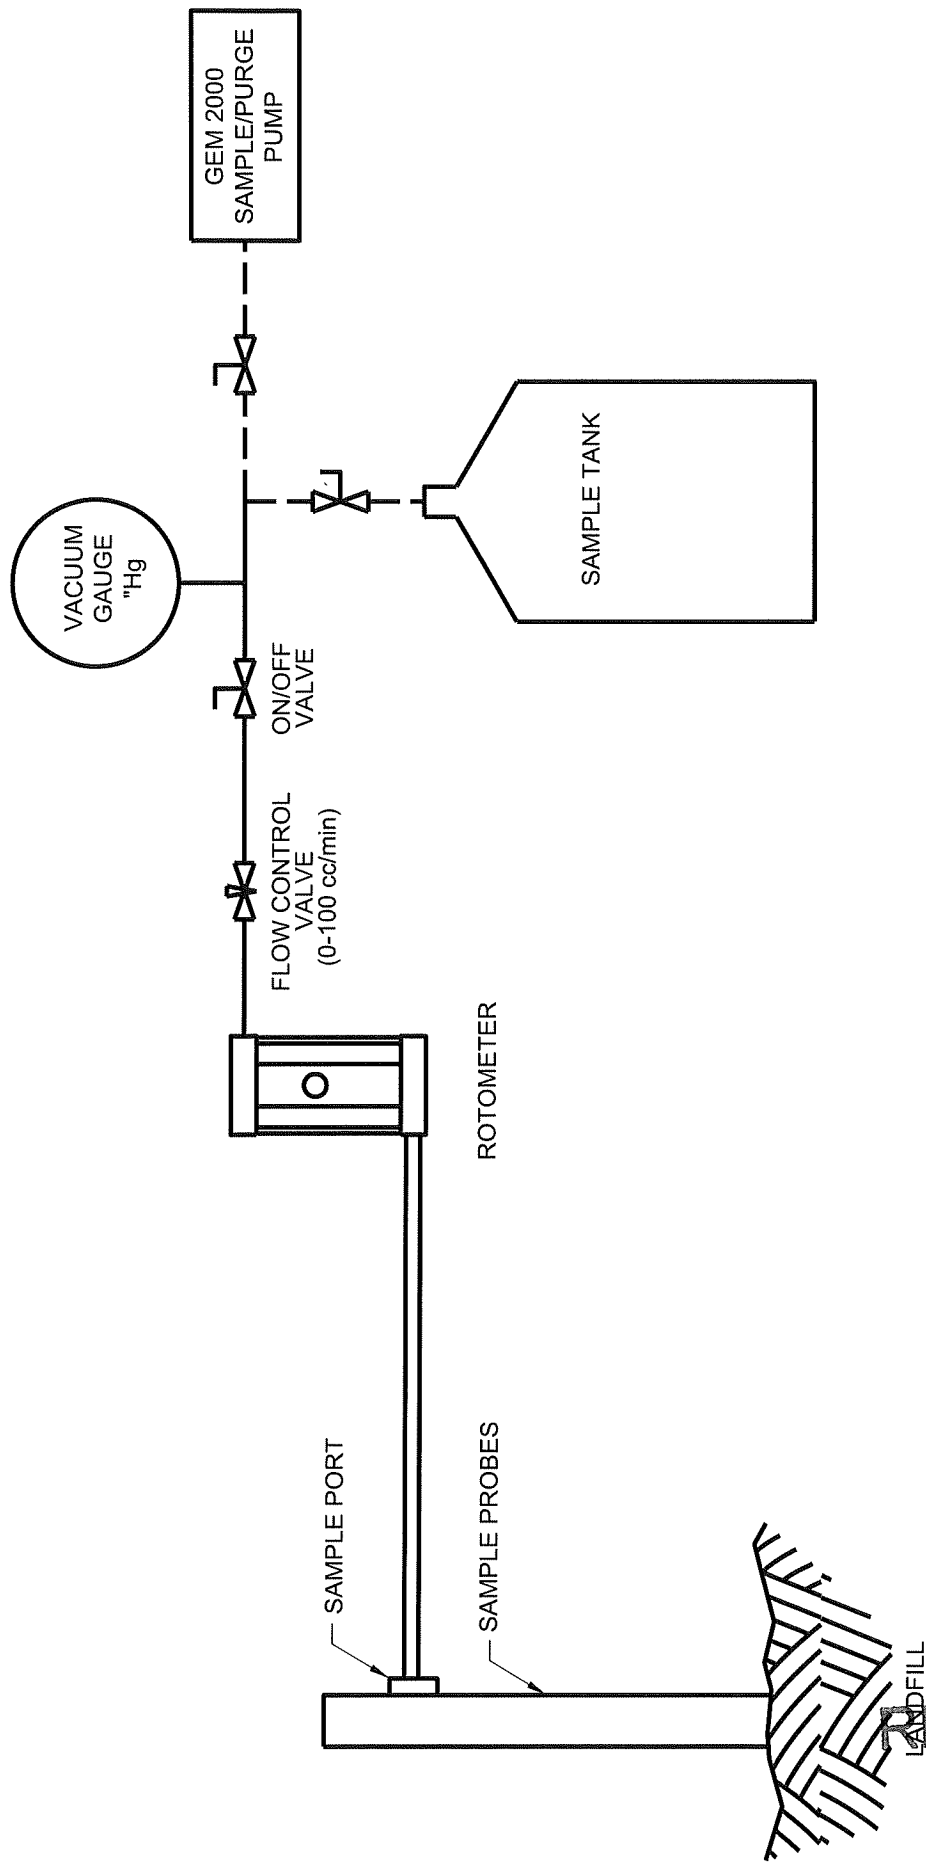 VACUUM
GAUGE
"Hg
GEM 2000
SAMPLE/PURGE
PUMP
ON/OFF
VALVE
FLOW CONTROL
VALVE
(0-100 cc/min)
SAMPLE TANK
SAMPLE PORT
ROTOMETER
SAMPLE PROBES
R
LANDFILL